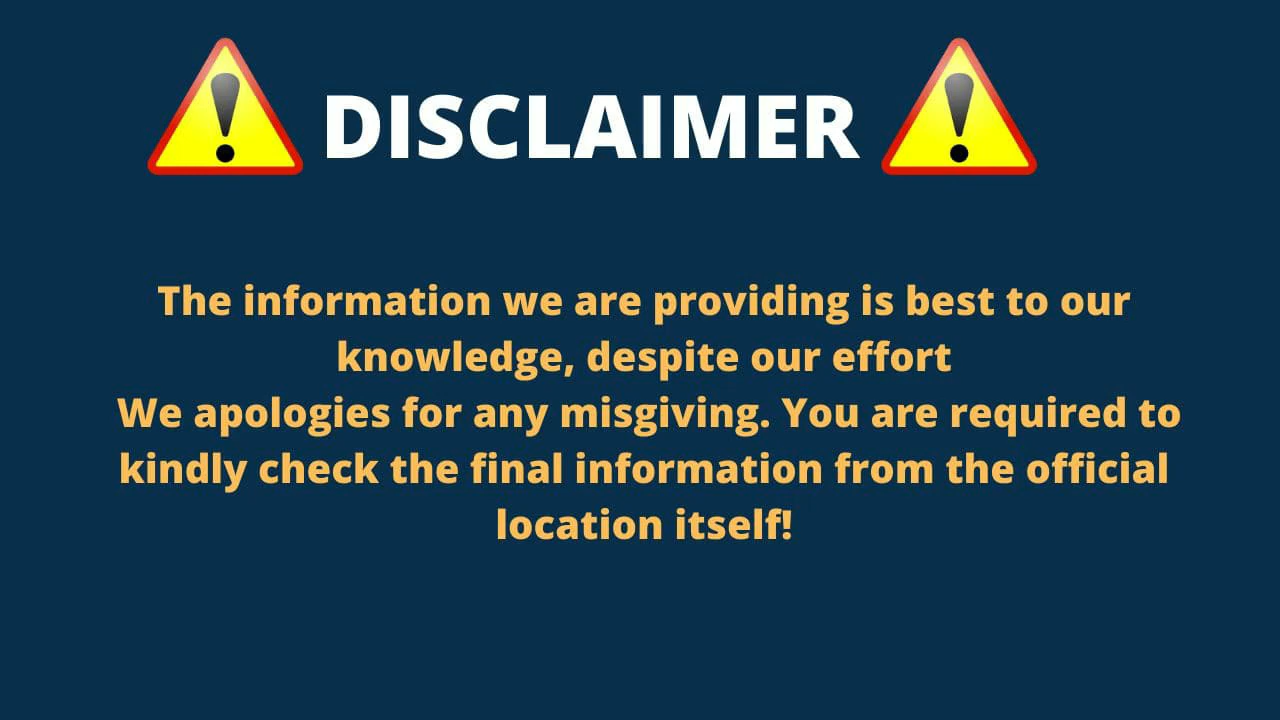 DISCLAIMER
The information we are providing is best to our
knowledge, despite our effort
We apologies for any misgiving. You are required to
kindly check the final information from the official
location itself!